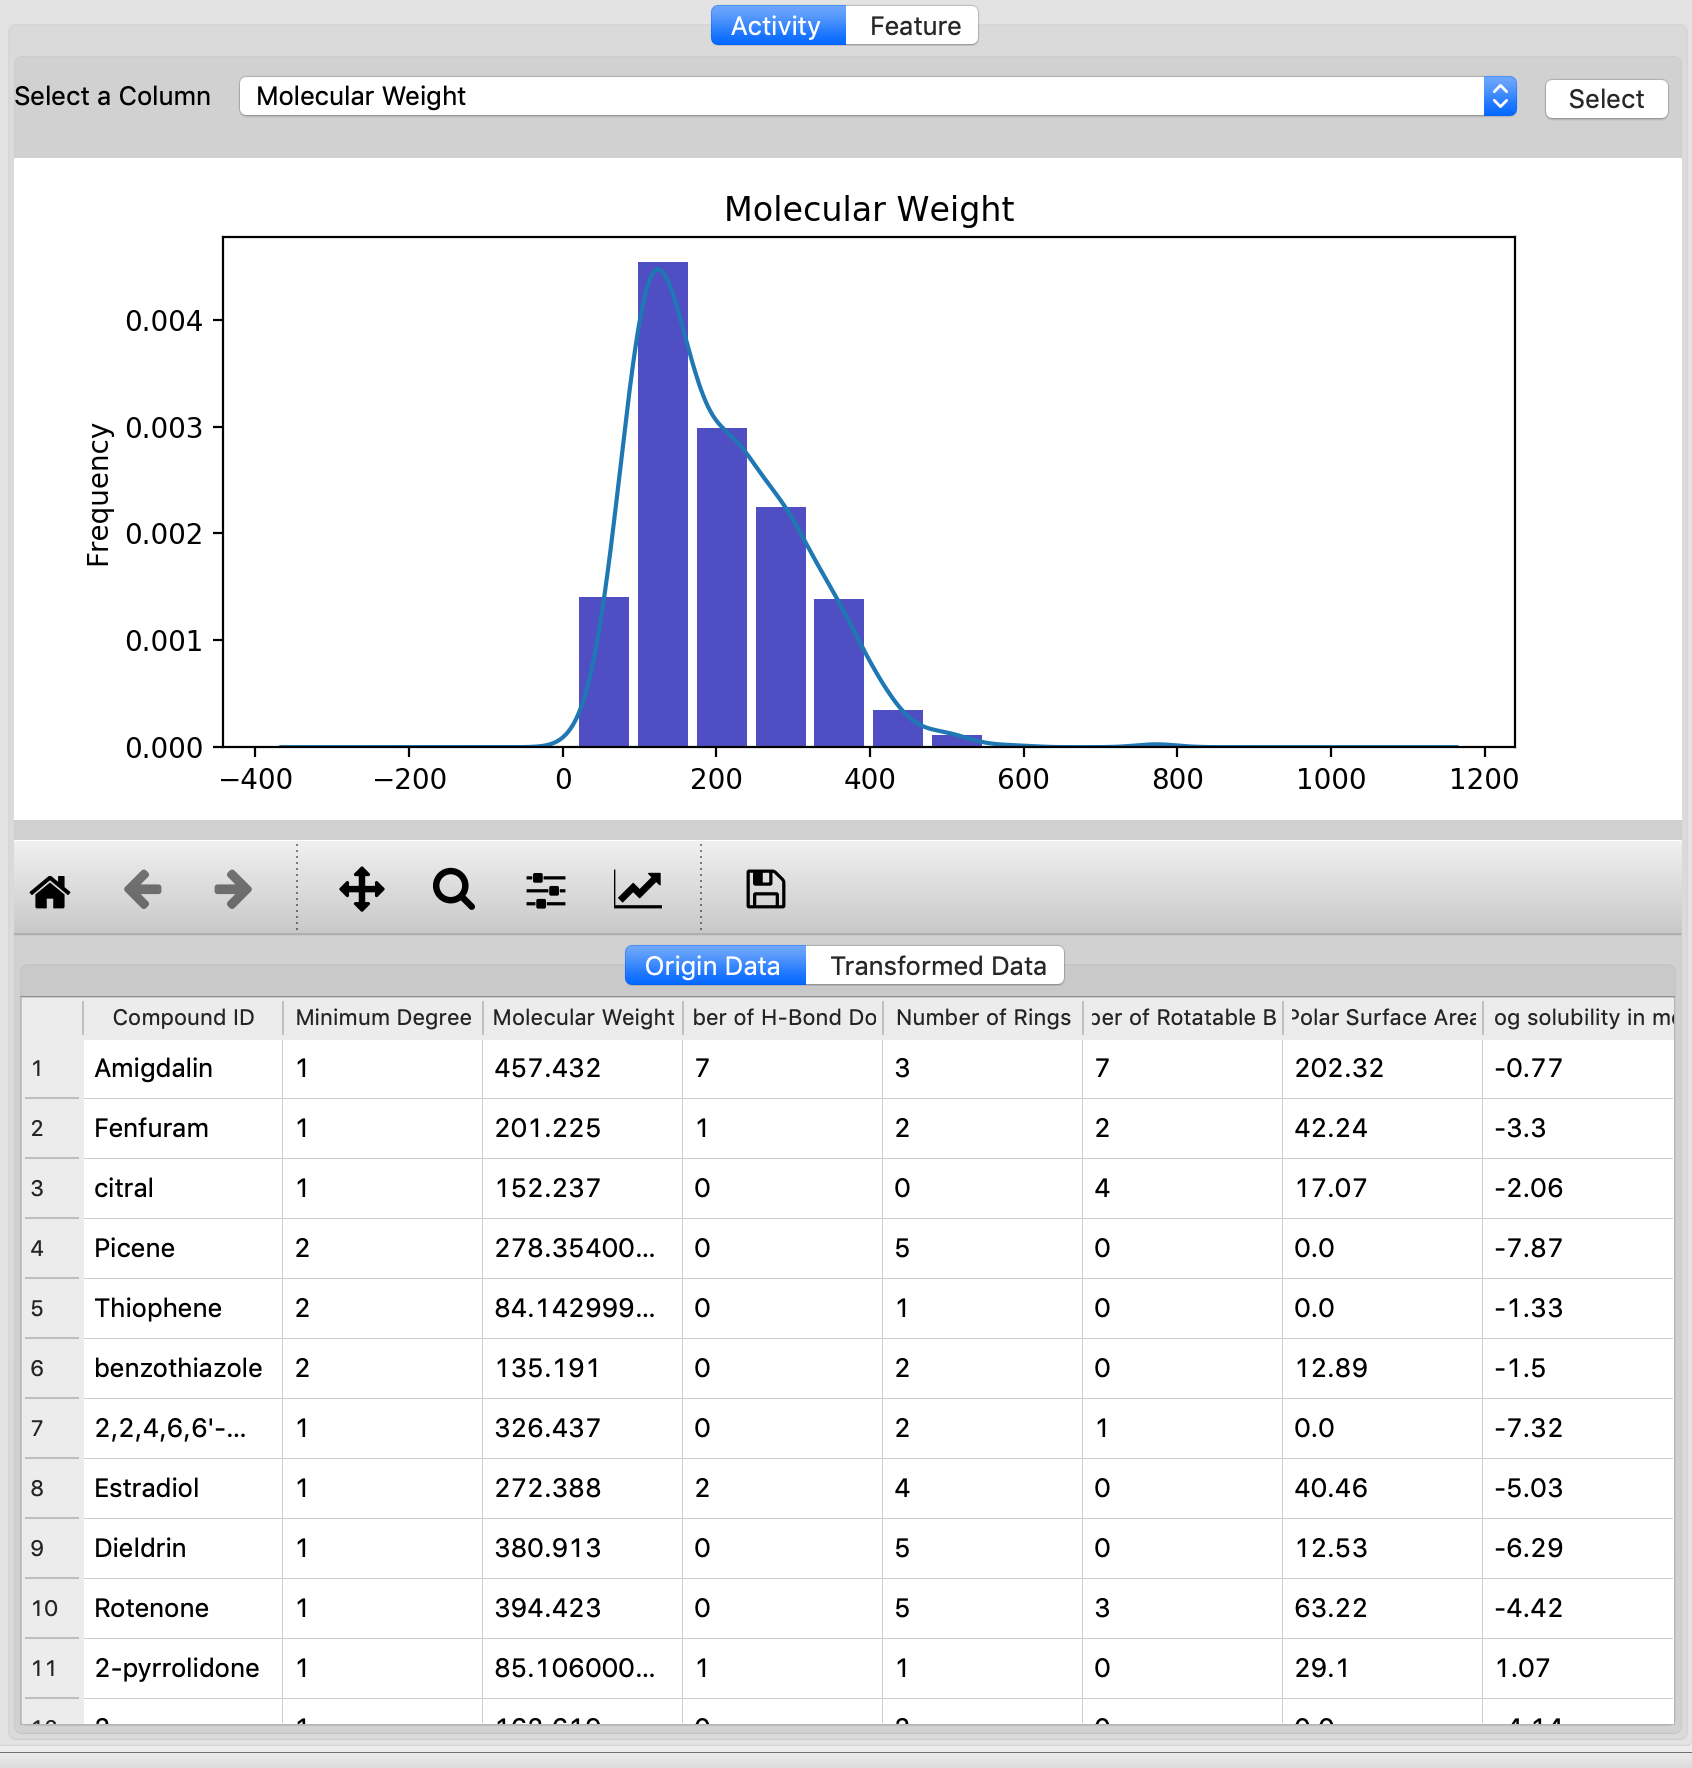 Activity Feature
Select a Column Molecular Weight Select
Molecular Weight
Frequency
0.004
0.003
0.002
0.001
0.000
−400 −200 0 200 400 600 800 1000 1200
Origin Data Transformed Data
Compound ID Minimum Degree Molecular Weight ber of H-Bond Do Number of Rings ber of Rotatable B Polar Surface Area og solubility in me
1 Amigdalin 1 457.432 7 3 7 202.32 -0.77
2 Fenfuram 1 201.225 1 2 2 42.24 -3.3
3 citral 1 152.237 0 0 4 17.07 -2.06
4 Picene 2 278.35400... 0 5 0 0.0 -7.87
5 Thiophene 2 84.142999... 0 1 0 0.0 -1.33
6 benzothiazole 2 135.191 0 2 0 12.89 -1.5
7 2,2,4,6,6'-... 1 326.437 0 2 1 0.0 -7.32
8 Estradiol 1 272.388 2 4 0 40.46 -5.03
9 Dieldrin 1 380.913 0 5 0 12.53 -6.29
10 Rotenone 1 394.423 0 5 3 63.22 -4.42
11 2-pyrrolidone 1 85.106000... 1 1 0 29.1 1.07